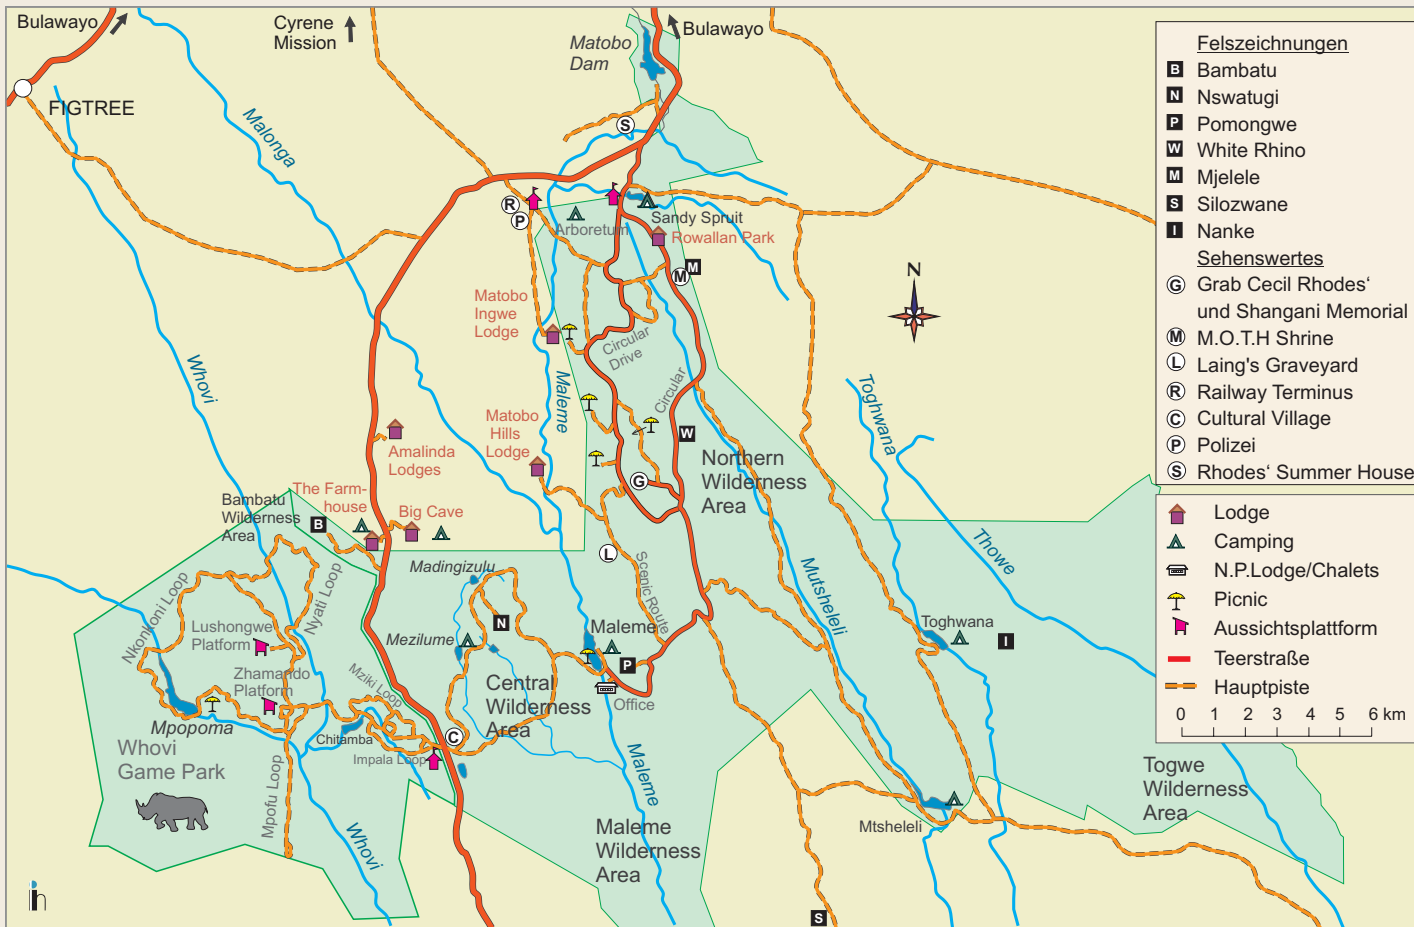 Bulawayo
Cyrene
Mission
Bulawayo
Matobo
Dam
FIGTREE
Malonga
S
R
P
Arboretum
Sandy Spruit
Rowallan Park
M
M
N
Matobo
Ingwe
Lodge
Circular
Drive
Whovi
Maleme
Circular
Toghwana
Matobo
Hills
Lodge
Amalinda
Lodges
W
Northern
Wilderness
Area
G
The Farm-
house
Big Cave
Bambatu
Wilderness
Area
B
L
Scenic Route
Thowe
Madingizulu
Mutsheleli
Nkonkoni Loop
Nyati Loop
Lushongwe
Platform
N
Mezilume
Maleme
P
Toghwana
I
Zhamando
Platform
Mziki Loop
Central
Wilderness
Area
Office
Mpopoma
Chitamba
Impala Loop
C
Whovi
Game Park
Mpofu Loop
Maleme
Togwe
Wilderness
Area
Whovi
Maleme
Wilderness
Area
Mtsheleli
S
ih
Felszeichnungen
B Bambatu
N Nswatugi
P Pomongwe
W White Rhino
M Mjelele
S Silozwane
I Nanke
Sehenswertes
G Grab Cecil Rhodes‘
und Shangani Memorial
M M.O.T.H Shrine
L Laing's Graveyard
R Railway Terminus
C Cultural Village
P Polizei
S Rhodes‘ Summer House
Lodge
Camping
N.P.Lodge/Chalets
Picnic
Aussichtsplattform
Teerstraße
Hauptpiste
0 1 2 3 4 5 6 km